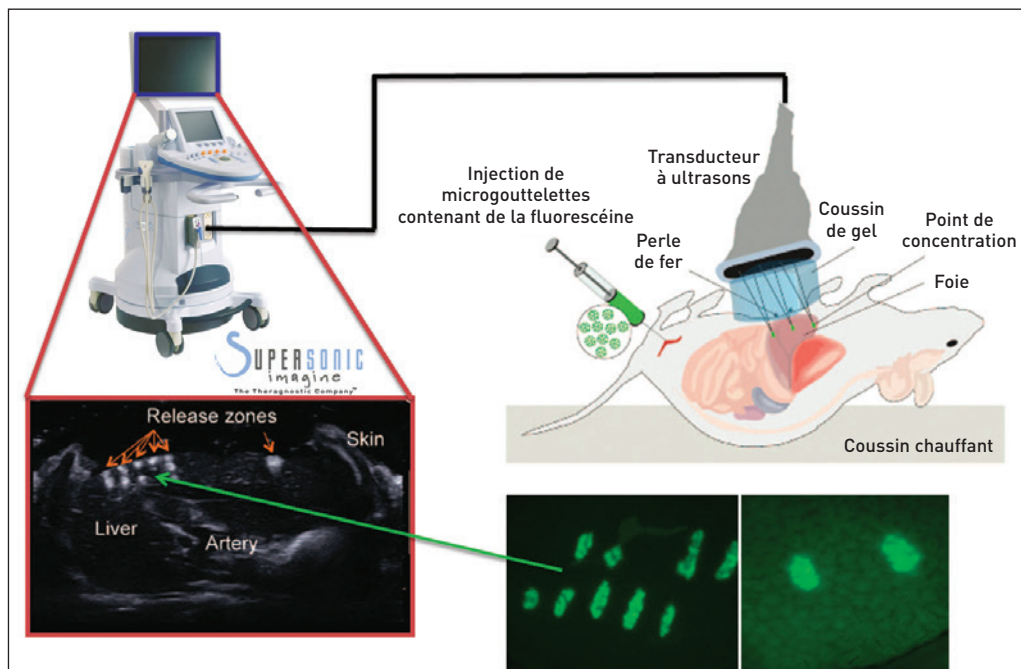 Injection de
microgouttelettes
contenant de la fluorescéine
Transducteur
à ultrasons
Coussin
de gel
Point de
concentration
Perle
de fer
Foie
SUPERSONIC
imagine
The Theragnostic Company™
Coussin chauffant
Release zones
Skin
Liver
Artery